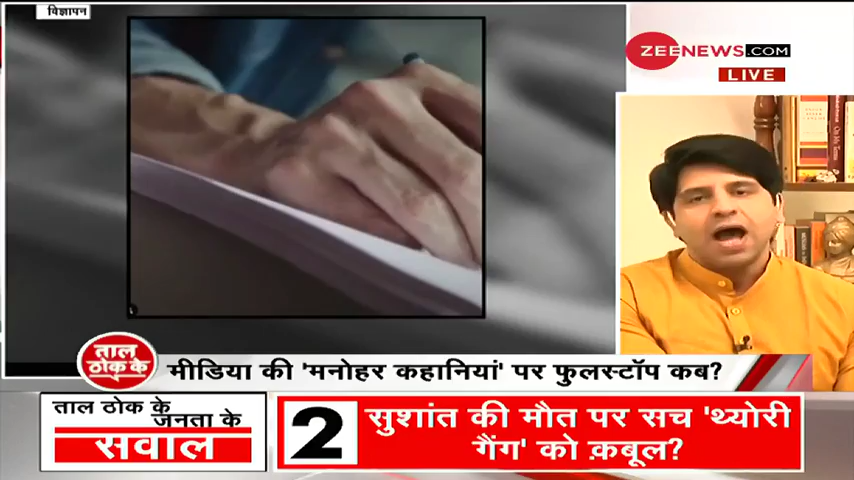 विज्ञापन
ZEENEWS.COM
LIVE
ताल
ठोक के
मीडिया की 'मनोहर कहानियां' पर फुलस्टॉप कब?
ताल ठोक के
जनता के
सवाल
2
सुशांत की मौत पर सच 'थ्योरी
गैंग' को क़बूल?